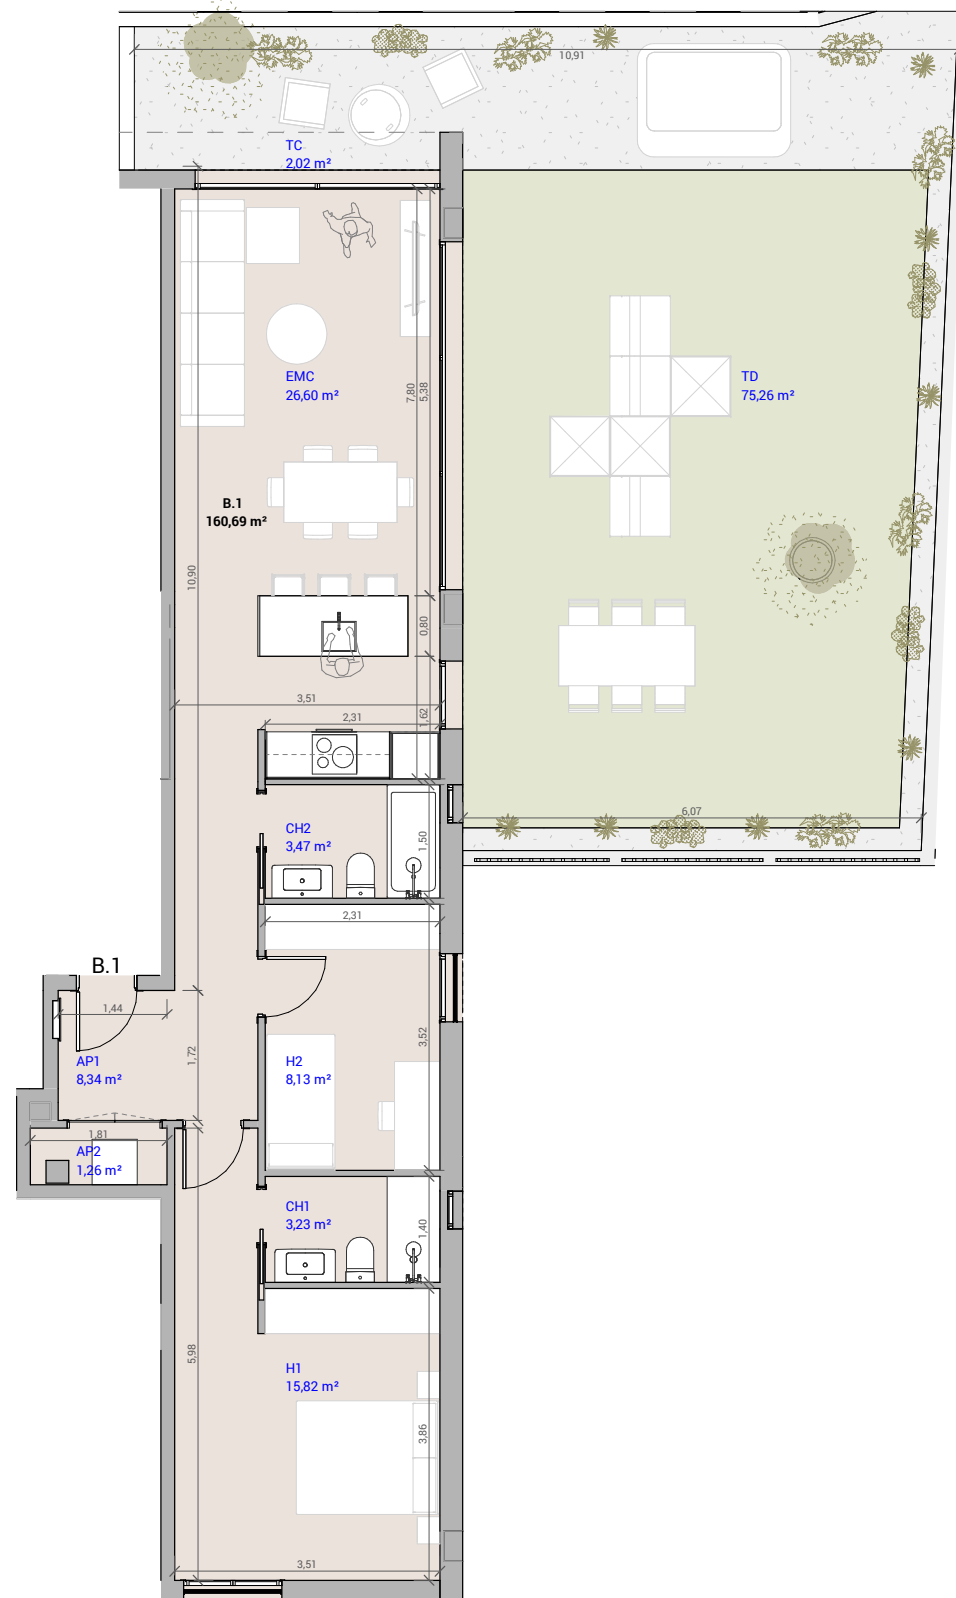 10,91
TC
2,02 m²
EMC
26,60 m²
7,80
5,38
TD
75,26 m²
B.1
160,69 m²
10,90
0,80
3,51
2,31
1,62
6,07
CH2
3,47 m²
1,50
2,31
B.1
1,44
3,52
1,72
AP1
8,34 m²
H2
8,13 m²
1,81
AP2
1,26 m²
CH1
3,23 m²
1,40
5,98
H1
15,82 m²
3,86
3,51